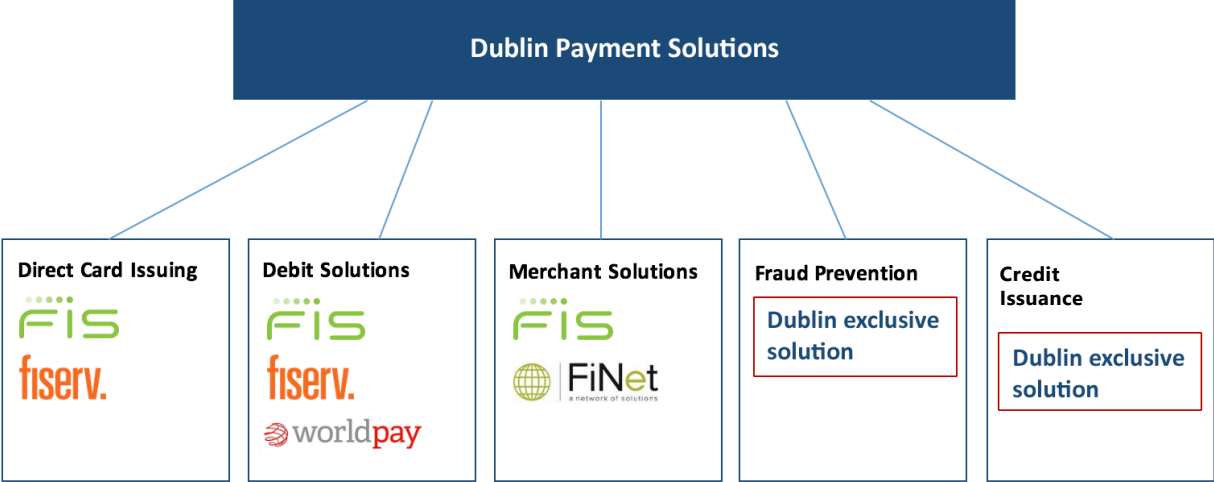 Dublin Payment Solutions
Direct Card Issuing
FIS
fiserv.
Debit Solutions
FIS
fiserv.
worldpay
Merchant Solutions
FIS
FiNet
a network of solutions
Fraud Prevention
Dublin exclusive
solution
Credit
Issuance
Dublin exclusive
solution